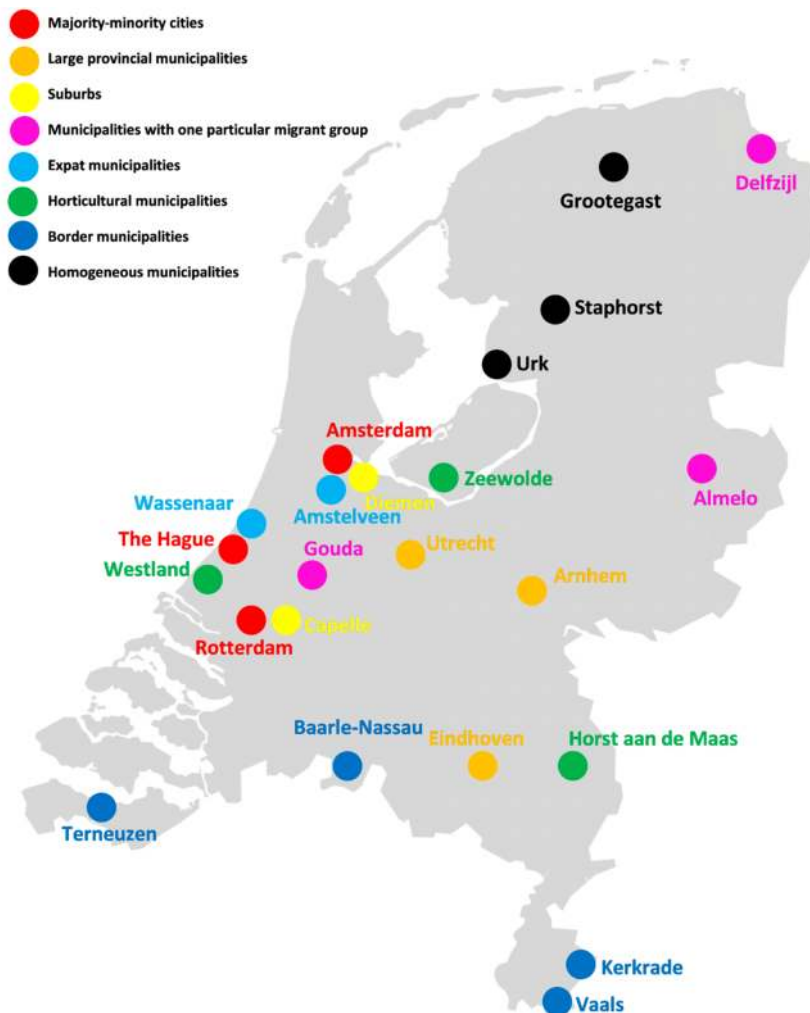 Majority-minority cities
Large provincial municipalities
Suburbs
Municipalities with one particular migrant group
Expat municipalities
Horticultural municipalities
Border municipalities
Homogeneous municipalities
Delfzijl
Grootegast
Staphorst
Urk
Amsterdam
Zeewolde
Diemen
Almelo
Wassenaar
Amstelveen
The Hague
Gouda
Utrecht
Westland
Arnhem
Capelle
Rotterdam
Baarle-Nassau
Eindhoven
Horst aan de Maas
Terneuzen
Kerkrade
Vaals